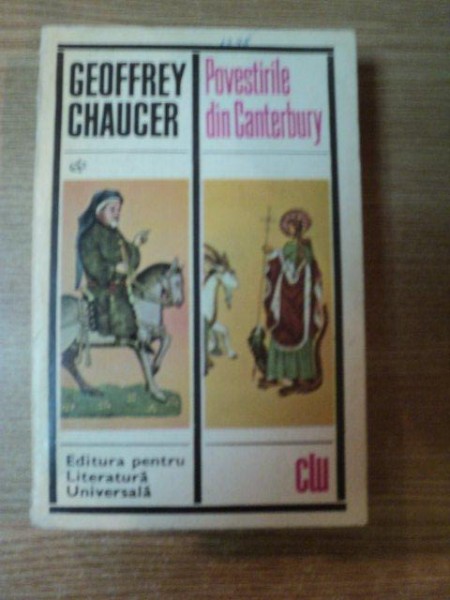 GEOFFREY
CHAUCER
Povestirile
din Canterbury
Editura pentru
Literatură
Universală
clu